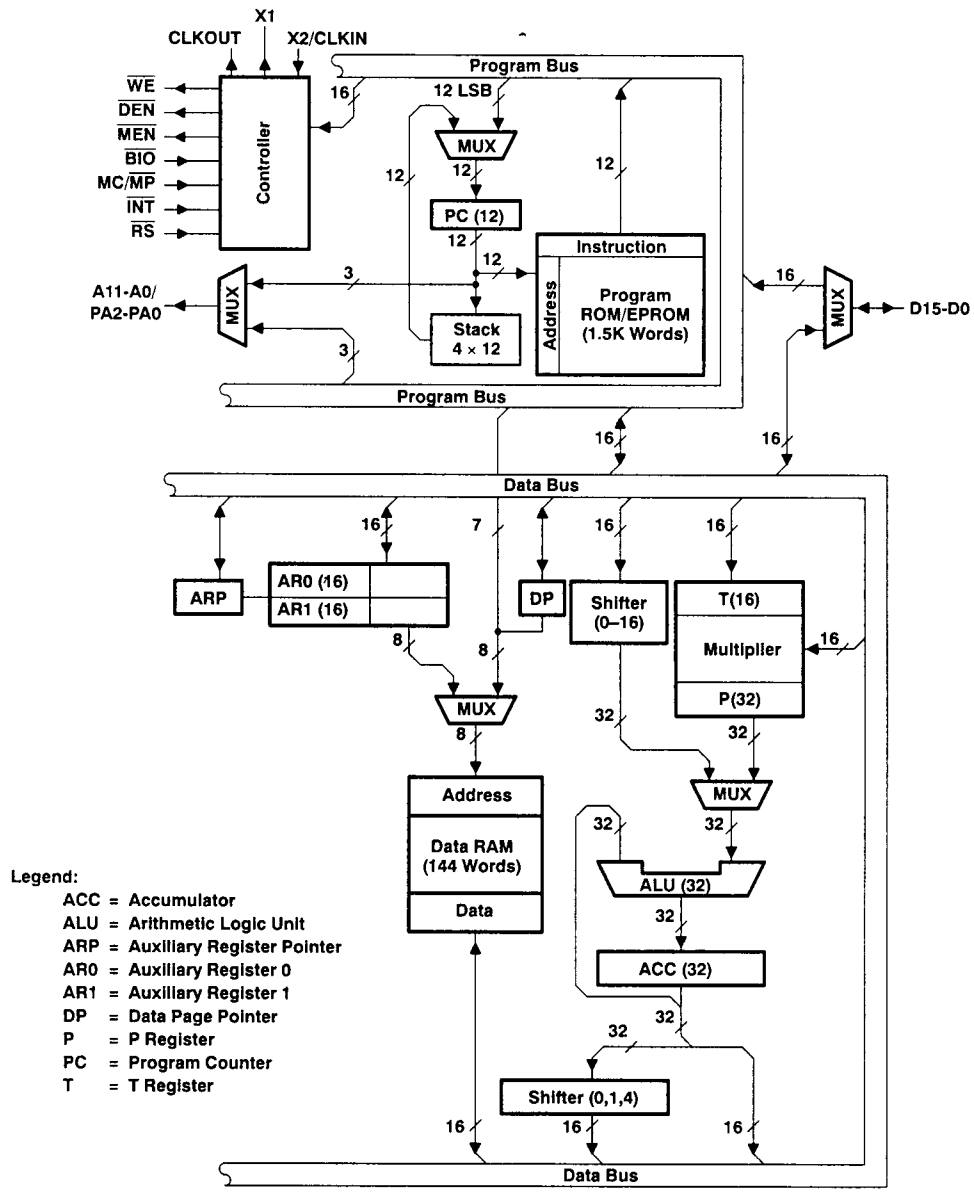 X1
CLKOUT
X2/CLKIN
WE
DEN
MEN
BIO
MC/MP
INT
RS
Controller
16
Program Bus
12 LSB
MUX
12
12
12
PC (12)
12
12
Instruction
Address
Program
ROM/EPROM
(1.5K Words)
Stack
4 × 12
A11-A0/
PA2-PA0
MUX
3
3
16
MUX
D15-D0
Program Bus
16
16
Data Bus
16
7
16
16
ARP
AR0 (16)
AR1 (16)
DP
Shifter
(0–16)
T(16)
Multiplier
P(32)
16
8
8
MUX
8
32
32
MUX
Address
Data RAM
(144 Words)
Data
32
32
ALU (32)
32
ACC (32)
32
32
Shifter (0,1,4)
16
16
16
Data Bus
Legend:
ACC = Accumulator
ALU = Arithmetic Logic Unit
ARP = Auxiliary Register Pointer
AR0 = Auxiliary Register 0
AR1 = Auxiliary Register 1
DP = Data Page Pointer
P = P Register
PC = Program Counter
T = T Register